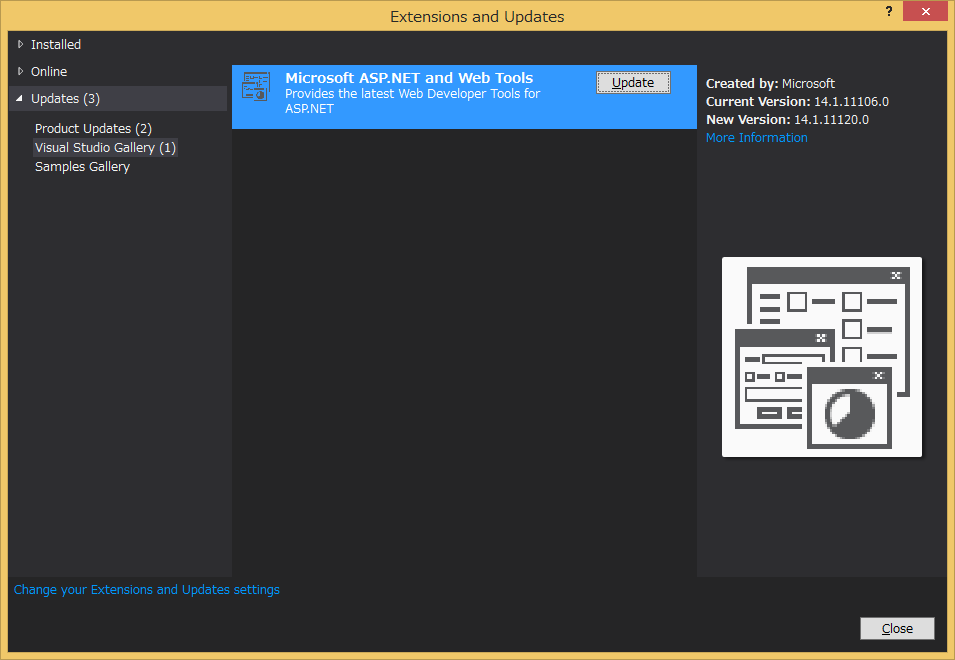 Extensions and Updates
?
Installed
Online
Updates (3)
Product Updates (2)
Visual Studio Gallery (1)
Samples Gallery
Microsoft ASP.NET and Web Tools
Provides the latest Web Developer Tools for
ASP.NET
Update
Created by: Microsoft
Current Version: 14.1.11106.0
New Version: 14.1.11120.0
More Information
Change your Extensions and Updates settings
Close